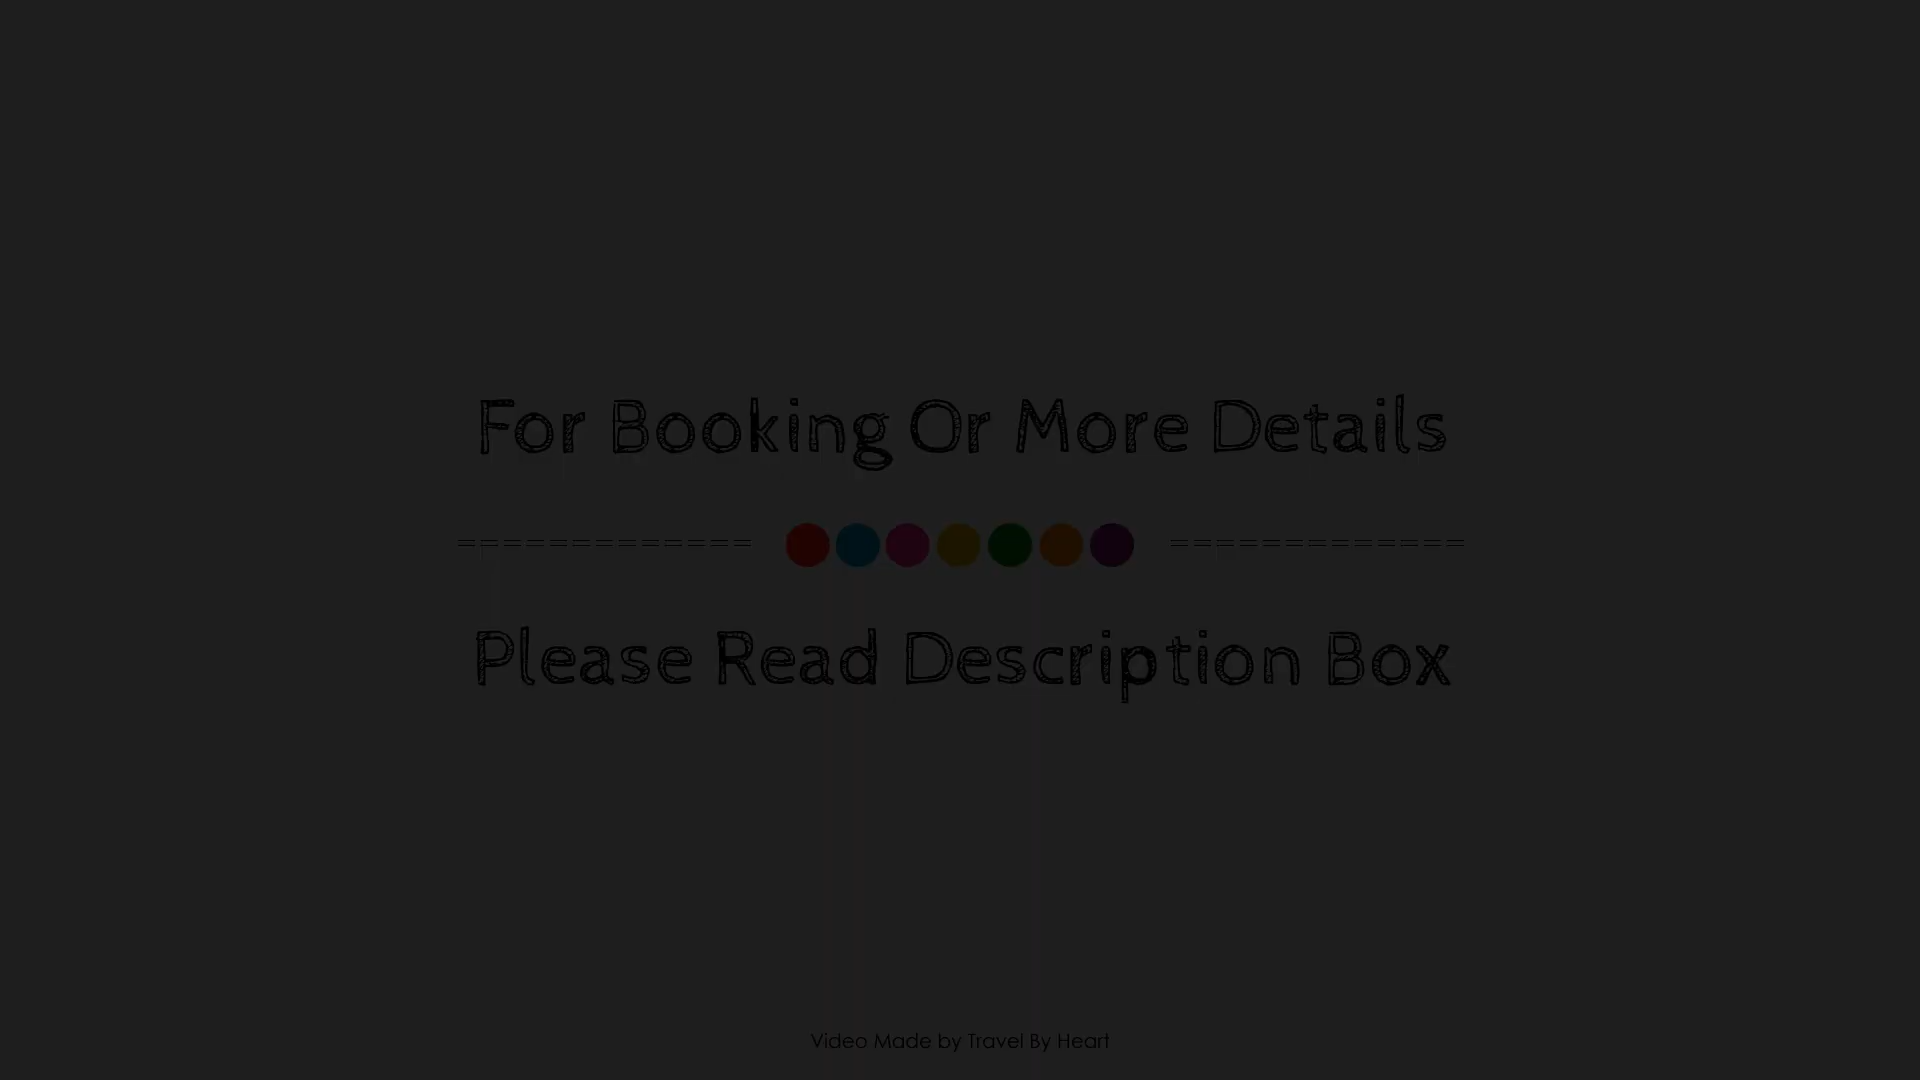 For Booking Or More Details
============= =============
Please Read Description Box
Video Made by Travel By Heart